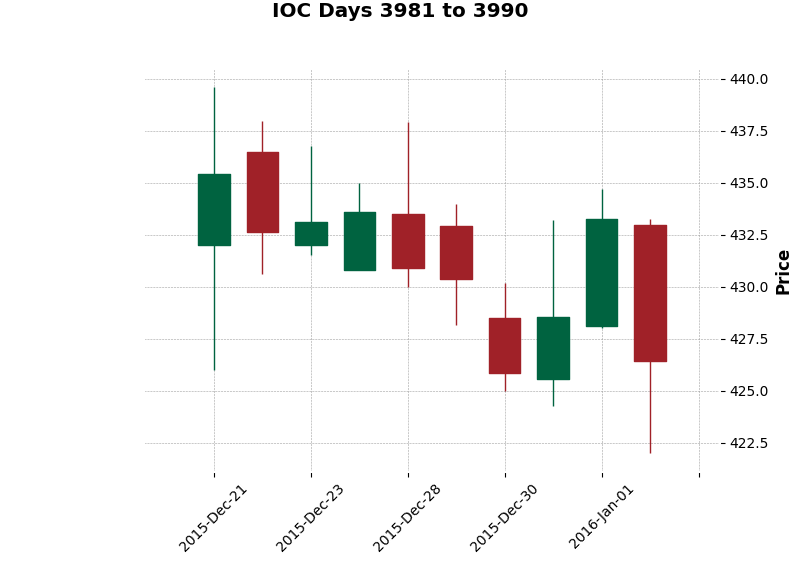 IOC Days 3981 to 3990
440.0
437.5
435.0
432.5
430.0
427.5
425.0
422.5
Price
2015-Dec-21
2015-Dec-23
2015-Dec-28
2015-Dec-30
2016-Jan-01